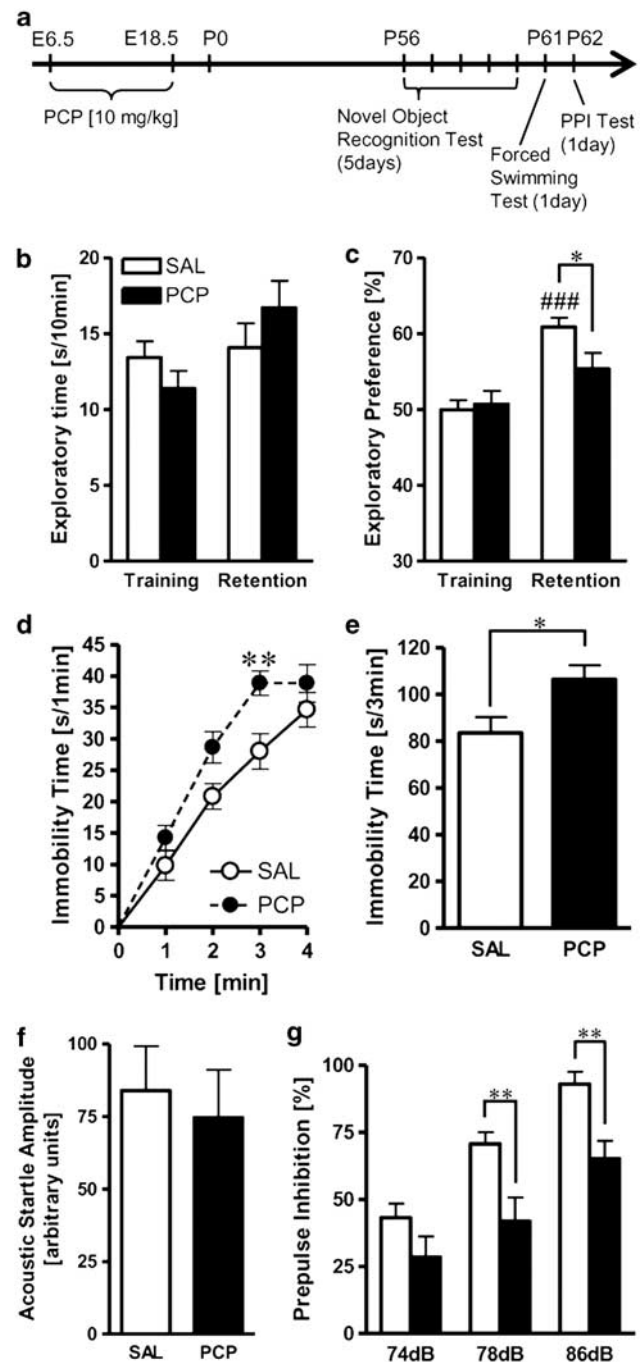 a
E6.5 E18.5 P0 P56 P61 P62
PCP [10 mg/kg]
Novel Object
Recognition Test
(5days)
Forced
Swimming
Test (1day)
PPI Test
(1day)
b
Exploratory time [s/10min]
20
15
10
5
0
SAL
PCP
Training Retention
c
Exploratory Preference [%]
70
60
50
40
30
###
*
Training Retention
d
Immobility Time [s/1min]
45
40
35
30
25
20
15
10
5
0
**
SAL
PCP
0 1 2 3 4
Time [min]
e
Immobility Time [s/3min]
120
100
80
60
40
20
0
*
SAL PCP
f
Acoustic Startle Amplitude
[arbitrary units]
100
75
50
25
0
SAL PCP
g
Prepulse Inhibition [%]
100
75
50
25
0
**
**
74dB 78dB 86dB